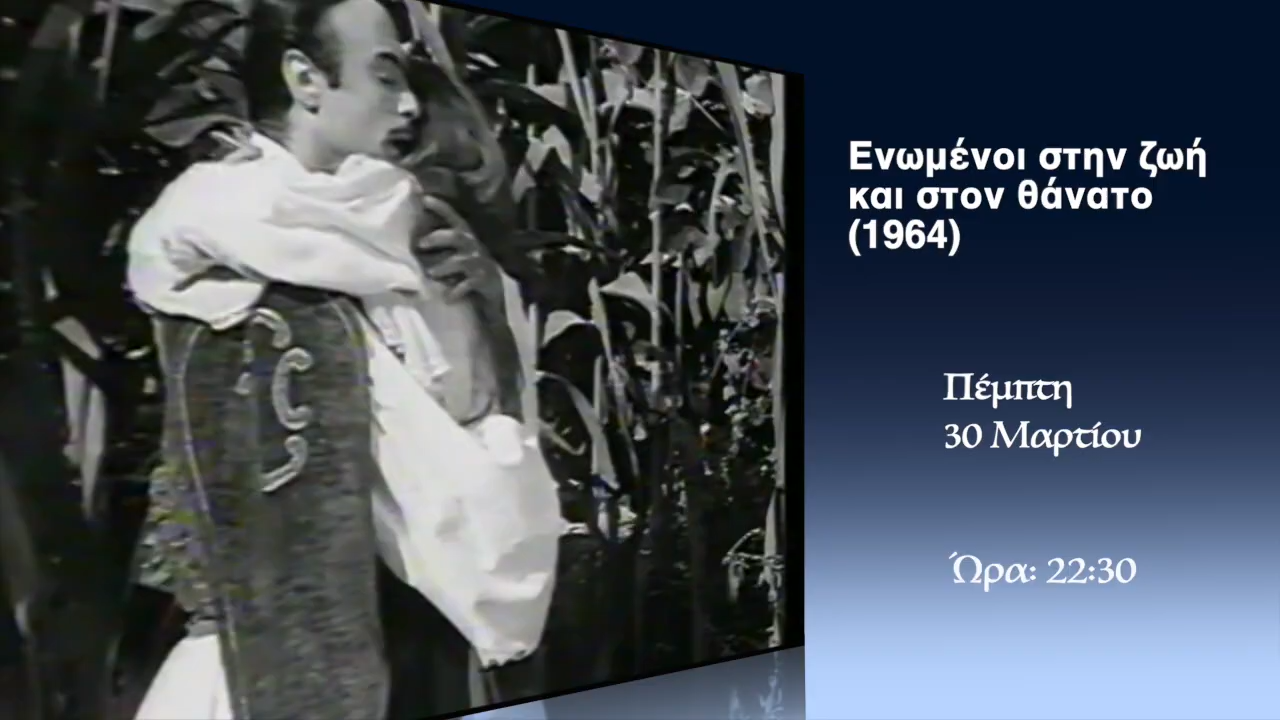 Ενωμένοι στην ζωή
και στον θάνατο
(1964)
Πέμπτη
30 Μαρτίου
Ώρα: 22:30